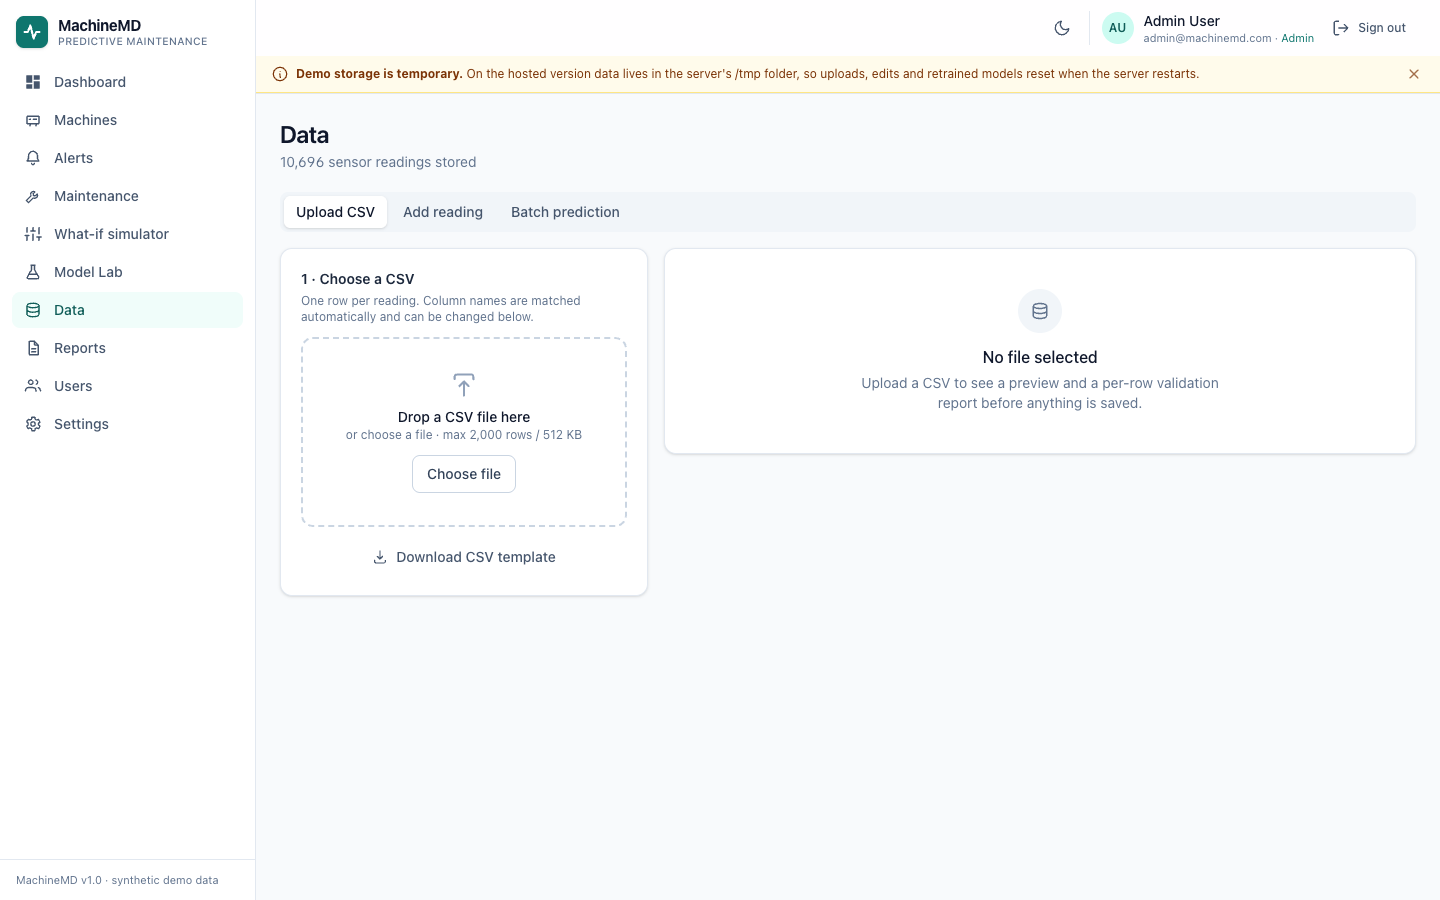 MachineMD
PREDICTIVE MAINTENANCE
Dashboard
Machines
Alerts
Maintenance
What-if simulator
Model Lab
Data
Reports
Users
Settings
MachineMD v1.0 · synthetic demo data
AU
Admin User
admin@machinemd.com · Admin
Sign out
Demo storage is temporary. On the hosted version data lives in the server's /tmp folder, so uploads, edits and retrained models reset when the server restarts.
Data
10,696 sensor readings stored
Upload CSV
Add reading
Batch prediction
1 · Choose a CSV
One row per reading. Column names are matched
automatically and can be changed below.
Drop a CSV file here
or choose a file · max 2,000 rows / 512 KB
Choose file
Download CSV template
No file selected
Upload a CSV to see a preview and a per-row validation
report before anything is saved.